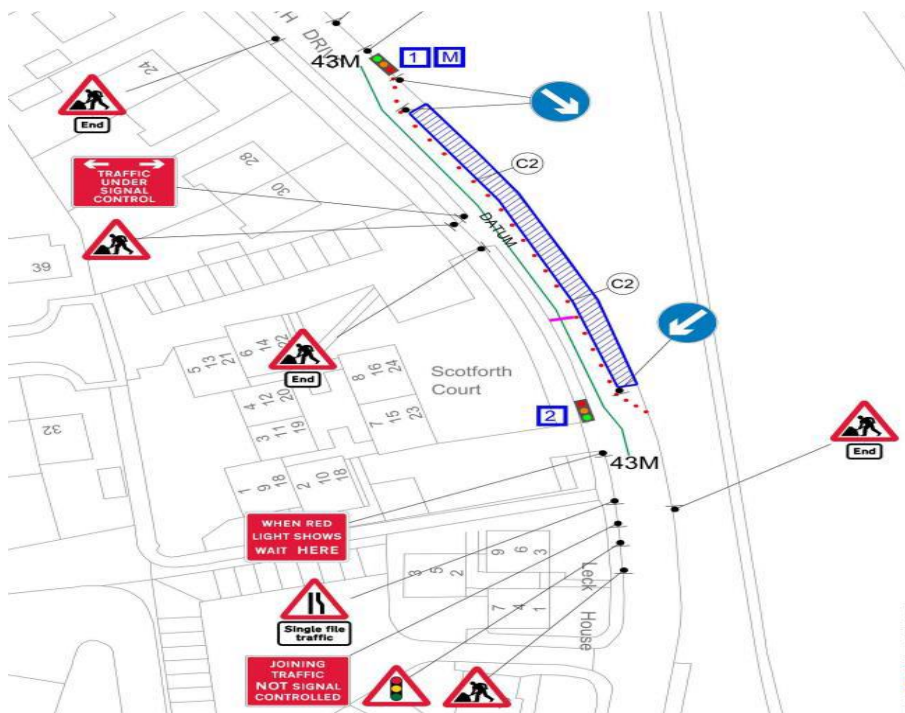 TH DRIVE
43M
1
M
24
End
TRAFFIC
UNDER
SIGNAL
CONTROL
28
30
C2
DATUM
39
C2
End
5
13
21
6
14
22
8
16
24
Scotforth
Court
4
12
20
3
11
19
7
15
23
32
2
43M
End
1
9
18
2
10
18
WHEN RED
LIGHT SHOWS
WAIT HERE
Single file
traffic
3
5
2
9
6
3
7
4
1
Leck House
JOINING
TRAFFIC
NOT SIGNAL
CONTROLLED